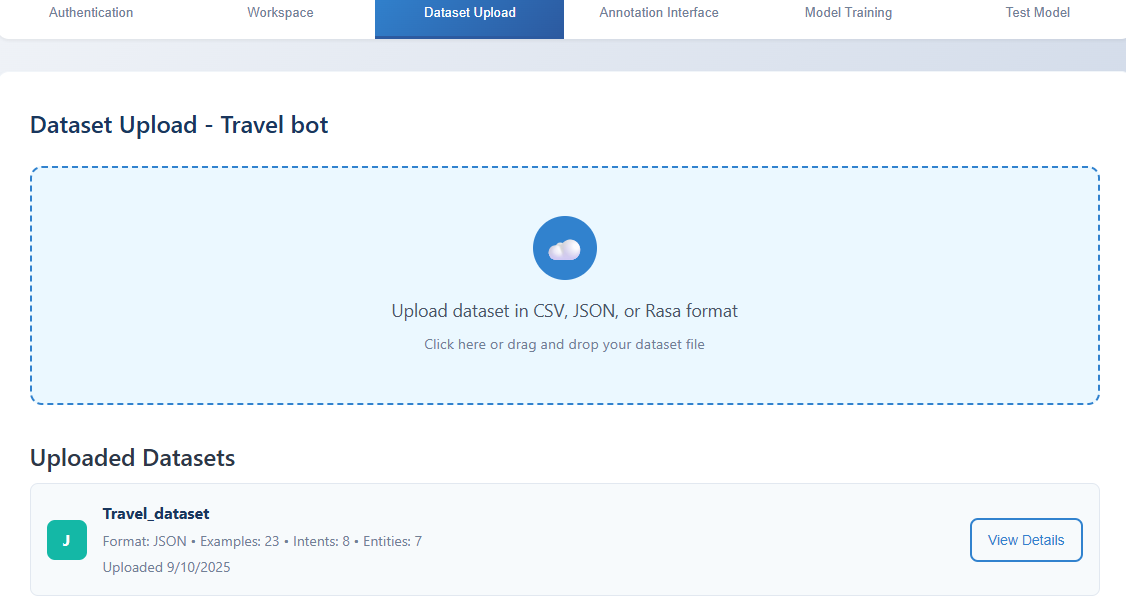 Authentication Workspace Dataset Upload Annotation Interface Model Training Test Model
Dataset Upload - Travel bot
Upload dataset in CSV, JSON, or Rasa format
Click here or drag and drop your dataset file
Uploaded Datasets
J
Travel_dataset
Format: JSON • Examples: 23 • Intents: 8 • Entities: 7
Uploaded 9/10/2025
View Details